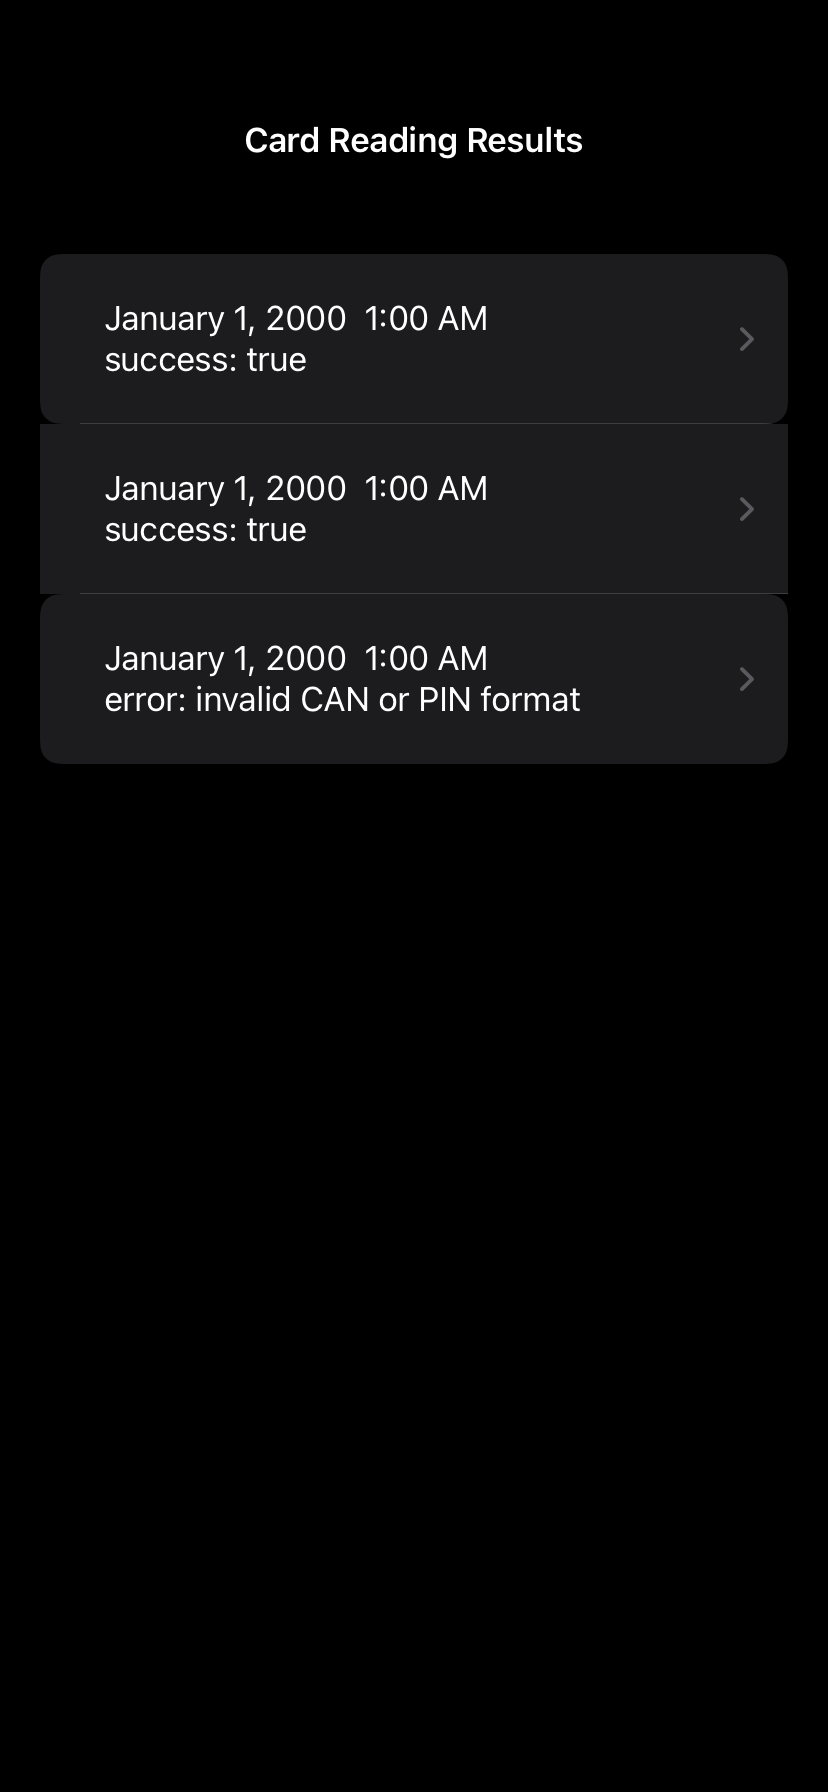 Card Reading Results
January 1, 2000  1:00 AM
success: true
January 1, 2000  1:00 AM
success: true
January 1, 2000  1:00 AM
error: invalid CAN or PIN format